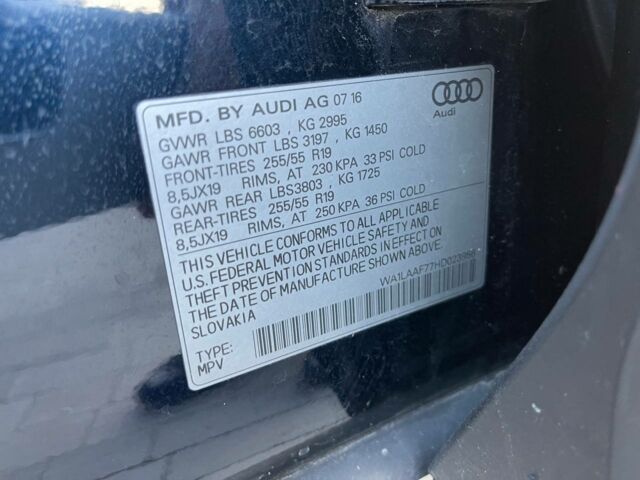 MFD. BY AUDI AG 07 16
Audi
GVWR LBS 6603 , KG 2995
GAWR FRONT LBS 3197 , KG 1450
FRONT-TIRES 255/55 R19
8,5JX19 RIMS, AT 230 KPA 33 PSI COLD
GAWR REAR LBS3803 , KG 1725
REAR-TIRES 255/55 R19
8,5JX19 RIMS, AT 250 KPA 36 PSI COLD
THIS VEHICLE CONFORMS TO ALL APPLICABLE
U.S. FEDERAL MOTOR VEHICLE SAFETY AND
THEFT PREVENTION STANDARDS IN EFFECT ON
THE DATE OF MANUFACTURE SHOWN ABOVE.
SLOVAKIA
TYPE:
MPV